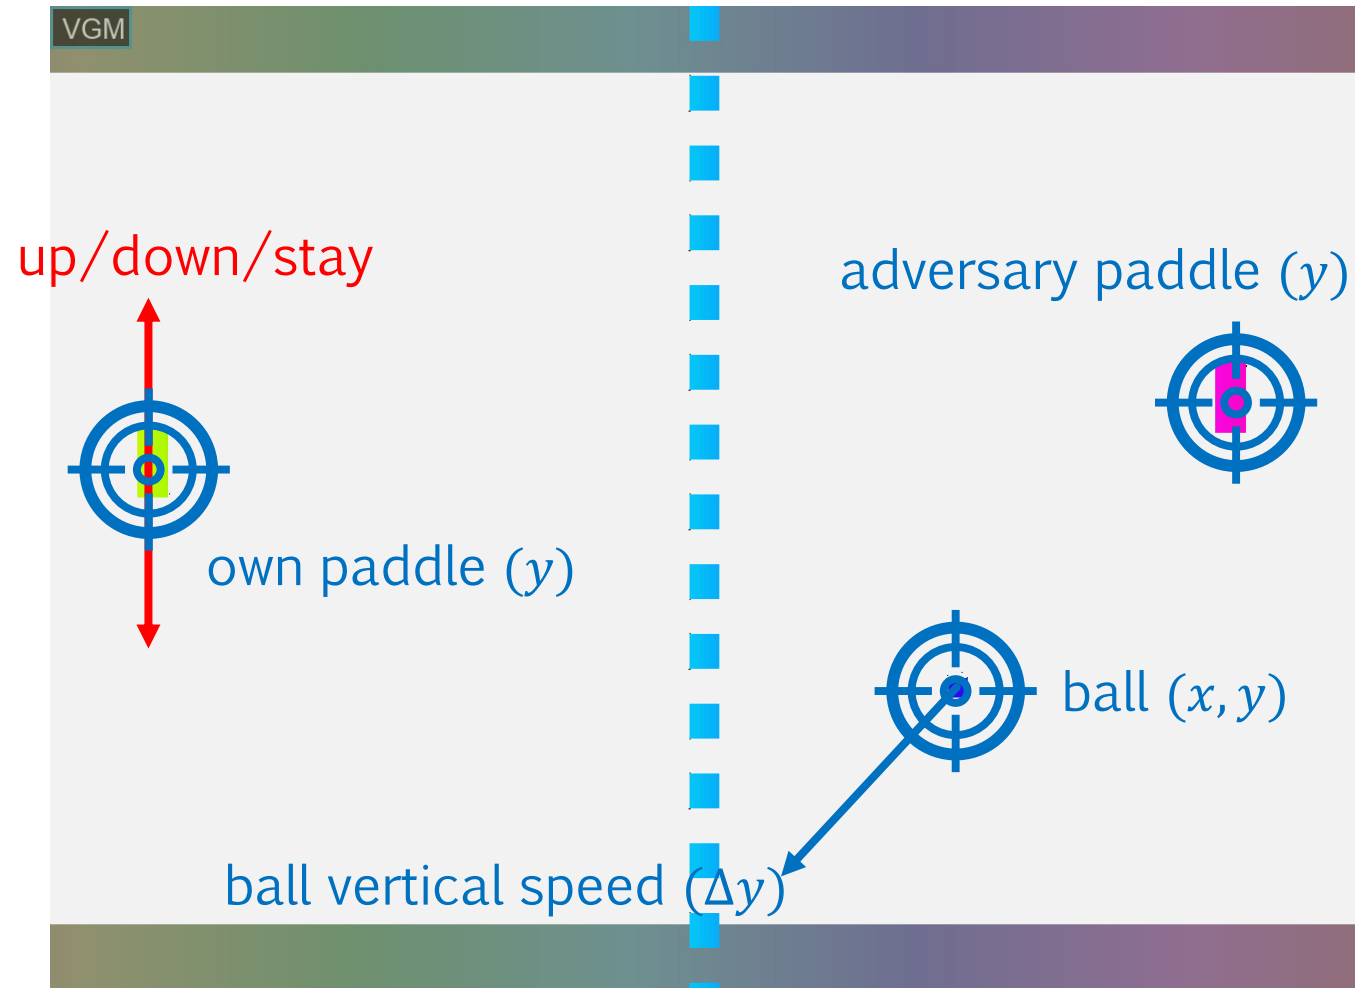 VGM
up/down/stay
adversary paddle (y)
own paddle (y)
ball (x, y)
ball vertical speed (Δy)